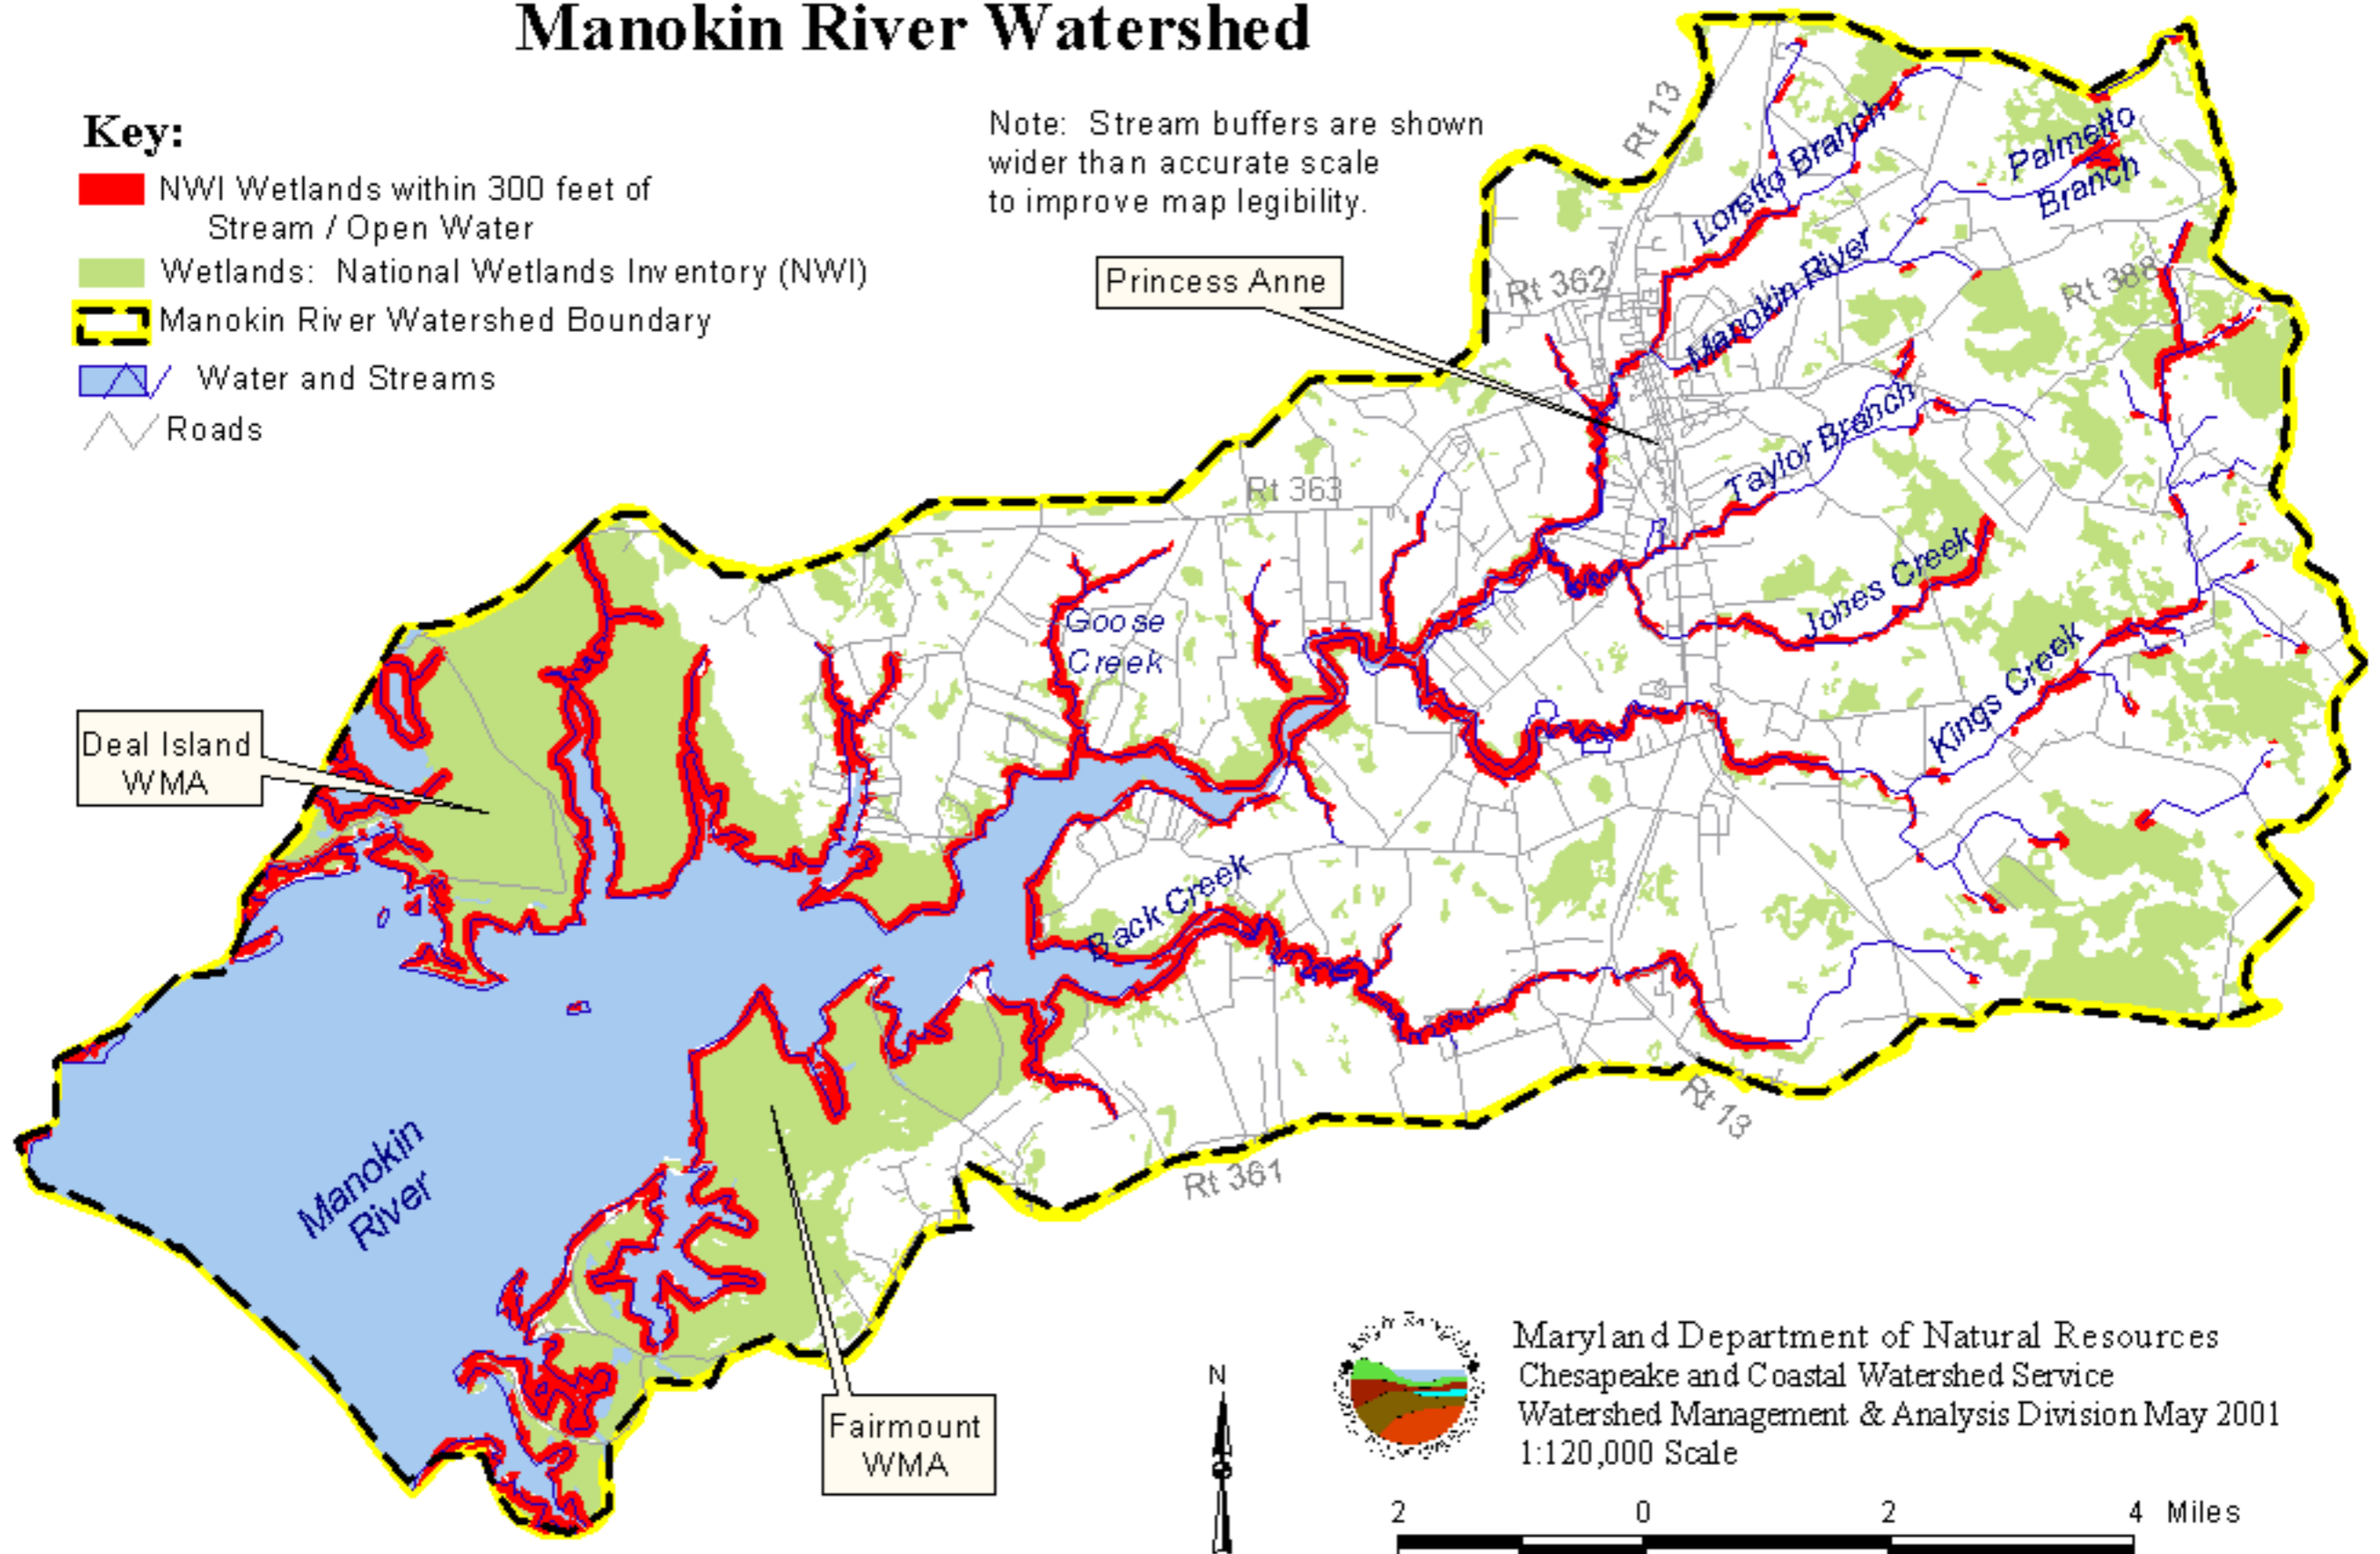 Manokin River Watershed
Key:
NWI Wetlands within 300 feet of
Stream / Open Water
Wetlands: National Wetlands Inventory (NWI)
Manokin River Watershed Boundary
Water and Streams
Roads
Note: Stream buffers are shown
wider than accurate scale
to improve map legibility.
Princess Anne
Rt 13
Loretto Branch
Palmetto
Branch
Rt 362
Manokin River
Rt 388
Taylor Branch
Rt 363
Jones Creek
Goose
Creek
Kings Creek
Deal Island
WMA
Back Creek
Rt 13
Manokin
River
Rt 361
Fairmount
WMA
N
Maryland Department of Natural Resources
Chesapeake and Coastal Watershed Service
Watershed Management & Analysis Division May 2001
1:120,000 Scale
2 0 2 4 Miles